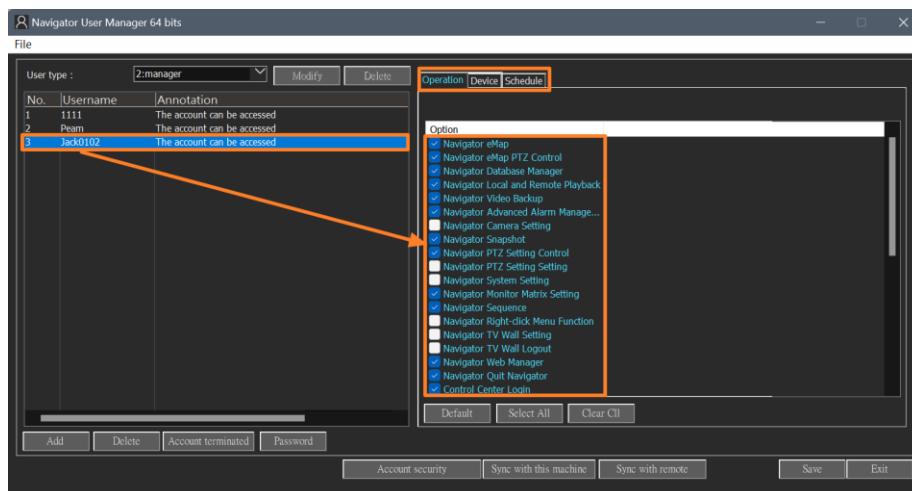 Navigator User Manager 64 bits
File
User type :
2:manager
Modify
Delete
No. Username Annotation
1 1111 The account can be accessed
2 Peam The account can be accessed
3 Jack0102 The account can be accessed
Add
Delete
Account terminated
Password
Operation Device Schedule
Option
Navigator eMap
Navigator eMap PTZ Control
Navigator Database Manager
Navigator Local and Remote Playback
Navigator Video Backup
Navigator Advanced Alarm Manage...
Navigator Camera Setting
Navigator Snapshot
Navigator PTZ Setting Control
Navigator PTZ Setting Setting
Navigator System Setting
Navigator Monitor Matrix Setting
Navigator Sequence
Navigator Right-click Menu Function
Navigator TV Wall Setting
Navigator TV Wall Logout
Navigator Web Manager
Navigator Quit Navigator
Control Center Login
Default
Select All
Clear Cll
Account security
Sync with this machine
Sync with remote
Save
Exit